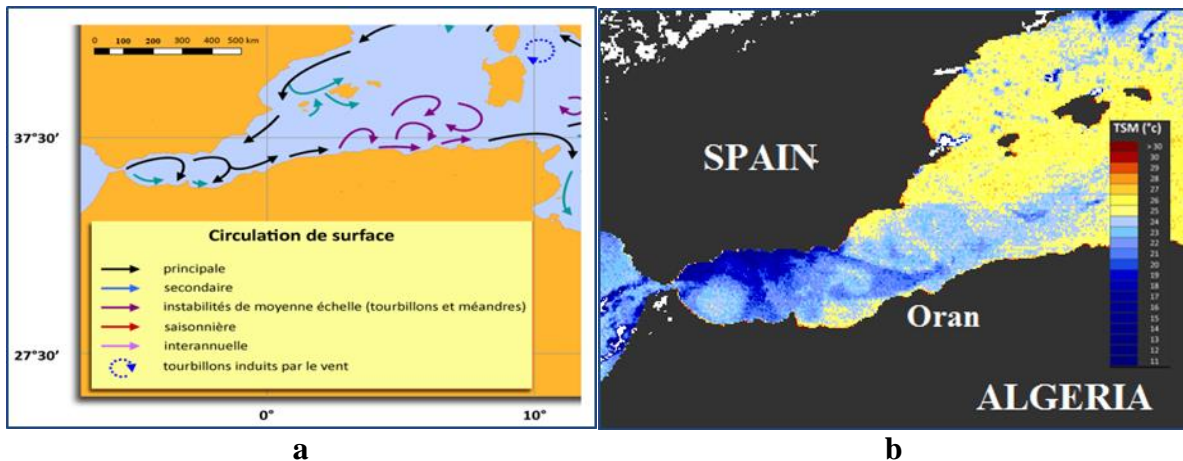 0 100 200 300 400 500 km
37°30’
27°30’
Circulation de surface
principale
secondaire
instabilités de moyenne échelle (tourbillons et méandres)
saisonnière
interannuelle
tourbillons induits par le vent
0°
10°
a
SPAIN
Oran
ALGERIA
TSM (°c)
> 30
30
29
28
27
26
25
24
23
22
21
20
19
18
17
16
15
14
13
12
11
b